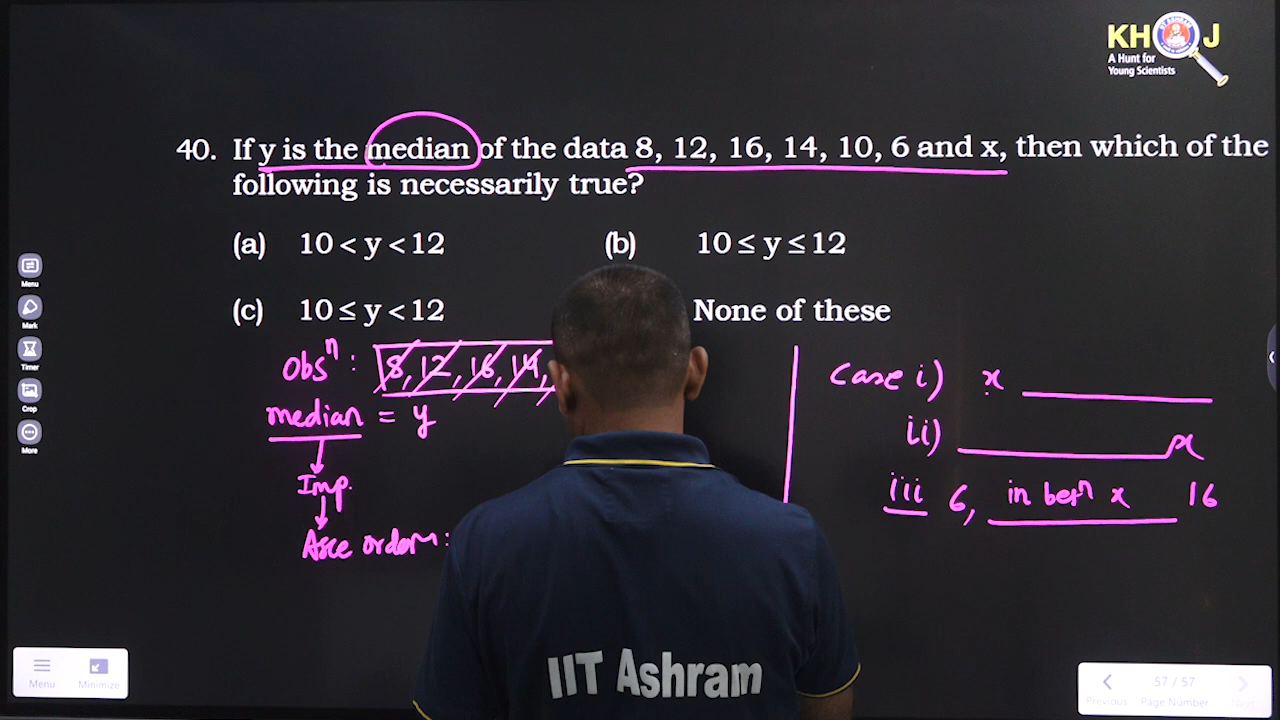 KHOJ
A Hunt for
Young Scientists
40. If y is the median of the data 8, 12, 16, 14, 10, 6 and x, then which of the
following is necessarily true?
(a) 10 < y < 12 (b) 10 ≤ y ≤ 12
(c) 10 ≤ y < 12 None of these
Obsⁿ : 8, 12, 16, 14,
median = y
Imp.
Asce order :
Case i) x
ii) x
iii 6, in betⁿ x 16
Menu
Mark
Timer
Crop
More
IIT Ashram
Menu Minimize
Previous 57 / 57 Page Number Next